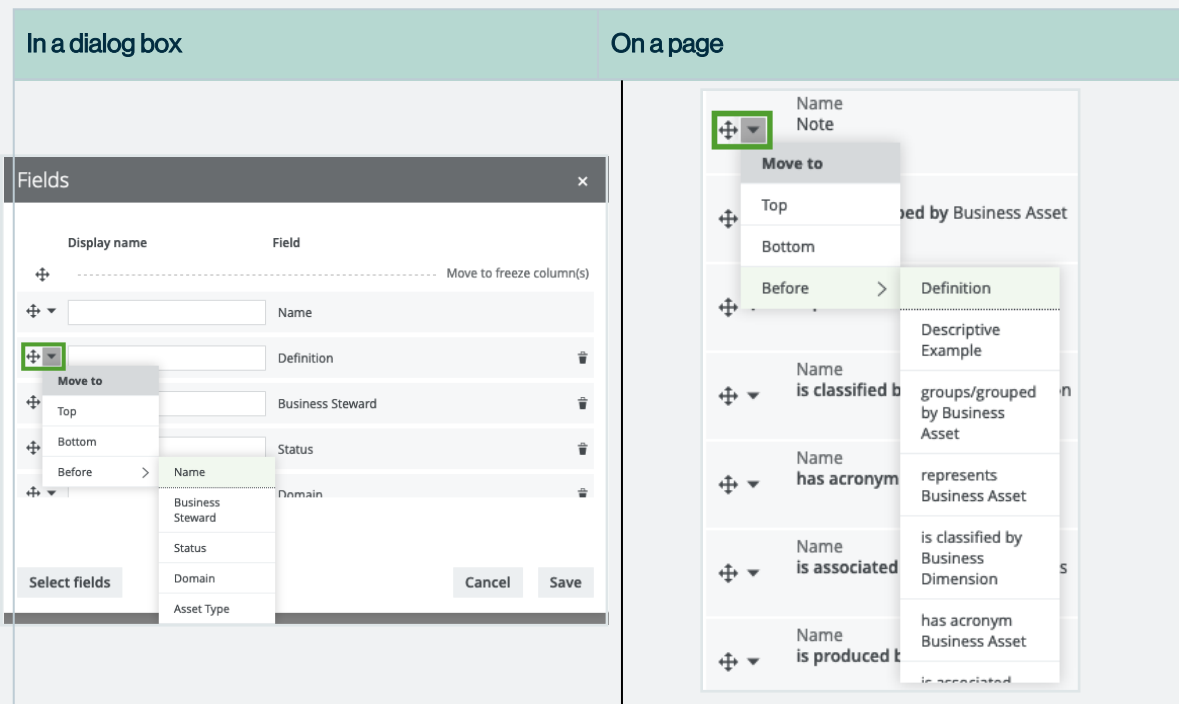 In a dialog box
On a page
Fields
Display name
Field
Move to freeze column(s)
Name
Definition
Move to
Top
Bottom
Before
Business Steward
Status
Domain
Name
Business
Steward
Status
Domain
Asset Type
Select fields
Cancel
Save
Name
Note
Move to
Top
Bottom
Before
by Business Asset
Definition
Descriptive
Example
groups/grouped
by Business
Asset
represents
Business Asset
is classified by
Business
Dimension
has acronym
Business Asset
is associated
Name
is classified
Name
has acronym
Name
is associated
Name
is produced